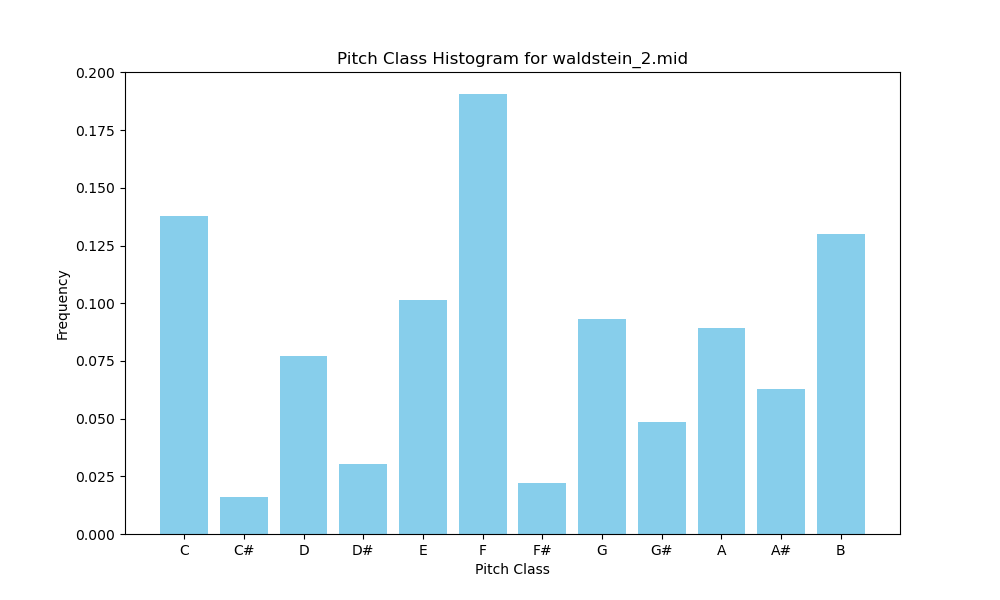 Pitch Class Histogram for waldstein_2.mid
0.200
0.175
0.150
0.125
0.100
0.075
0.050
0.025
0.000
Frequency
C C# D D# E F F# G G# A A# B
Pitch Class